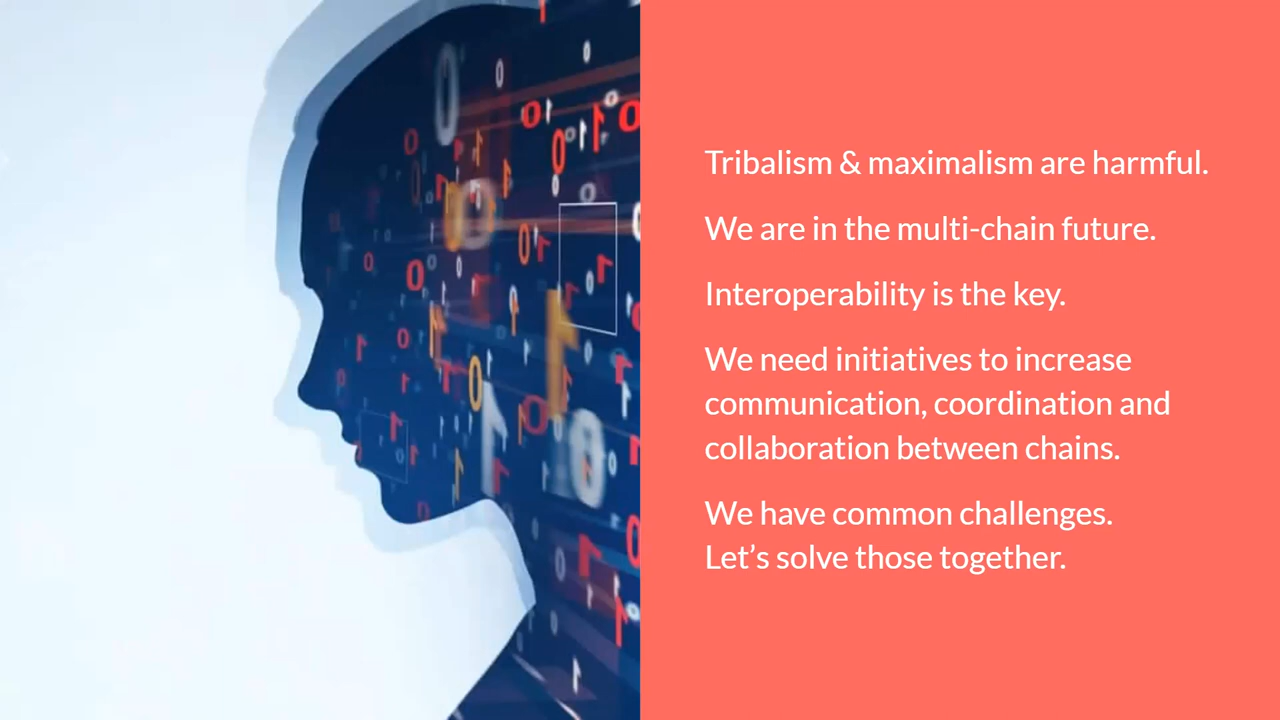 Tribalism & maximalism are harmful.
We are in the multi-chain future.
Interoperability is the key.
We need initiatives to increase
communication, coordination and
collaboration between chains.
We have common challenges.
Let’s solve those together.